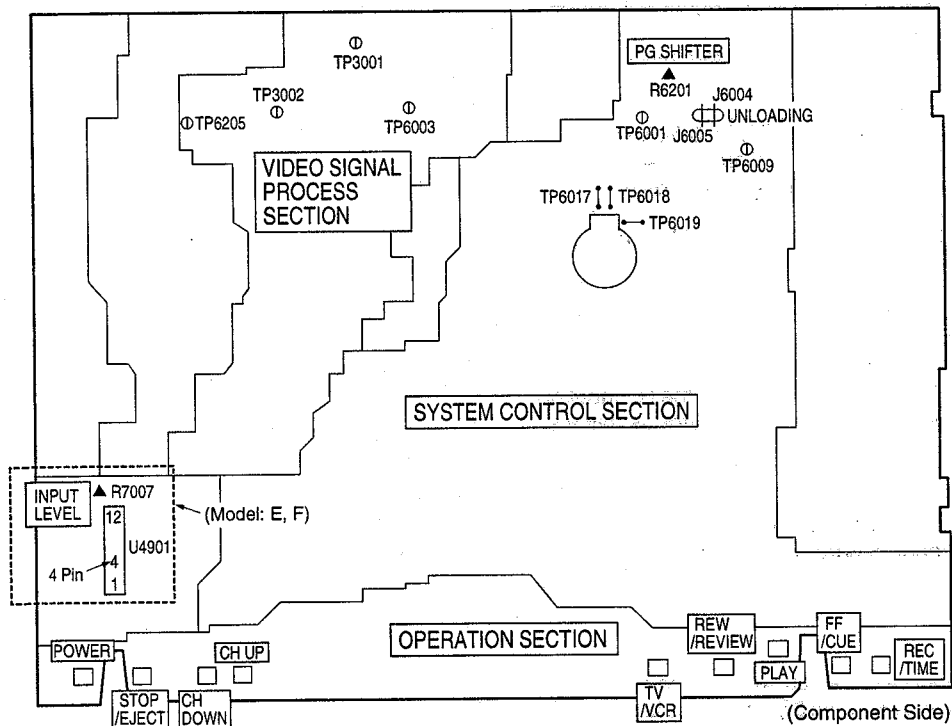 TP3001
PG SHIFTER
R6201
J6004
TP3002
TP6205
TP6003
TP6001
J6005
UNLOADING
TP6009
VIDEO SIGNAL
PROCESS
SECTION
TP6017
TP6018
TP6019
SYSTEM CONTROL SECTION
INPUT
LEVEL
R7007
(Model: E, F)
12
U4901
4 Pin
4
1
OPERATION SECTION
POWER
STOP
/EJECT
CH
DOWN
CH UP
TV
/VCR
REW
/REVIEW
PLAY
FF
/CUE
REC
/TIME
(Component Side)